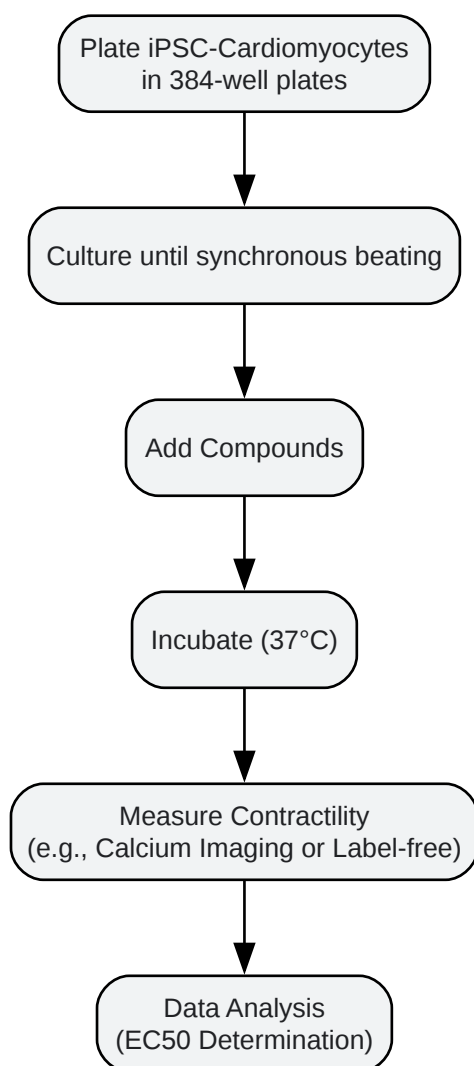 Plate iPSC-Cardiomyocytes
in 384-well plates
Culture until synchronous beating
Add Compounds
Incubate (37°C)
Measure Contractility
(e.g., Calcium Imaging or Label-free)
Data Analysis
(EC50 Determination)